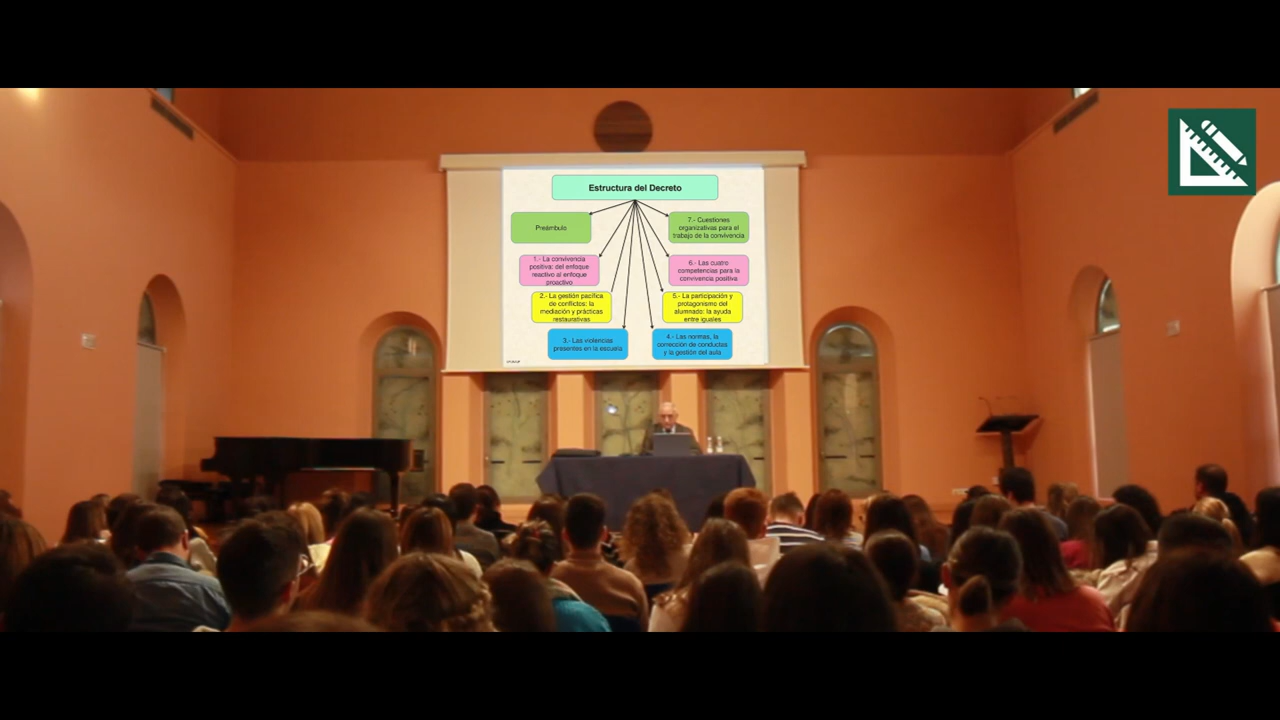 Estructura del Decreto
Preámbulo
7.- Cuestiones
organizativas para el
trabajo de la convivencia
1.- La convivencia
positiva: del enfoque
reactivo al enfoque
proactivo
6.- Las cuatro
competencias para la
convivencia positiva
2.- La gestión pacífica
de conflictos: la
mediación y prácticas
restaurativas
5.- La participación y
protagonismo del
alumnado: la ayuda
entre iguales
3.- Las violencias
presentes en la escuela
4.- Las normas, la
corrección de conductas
y la gestión del aula